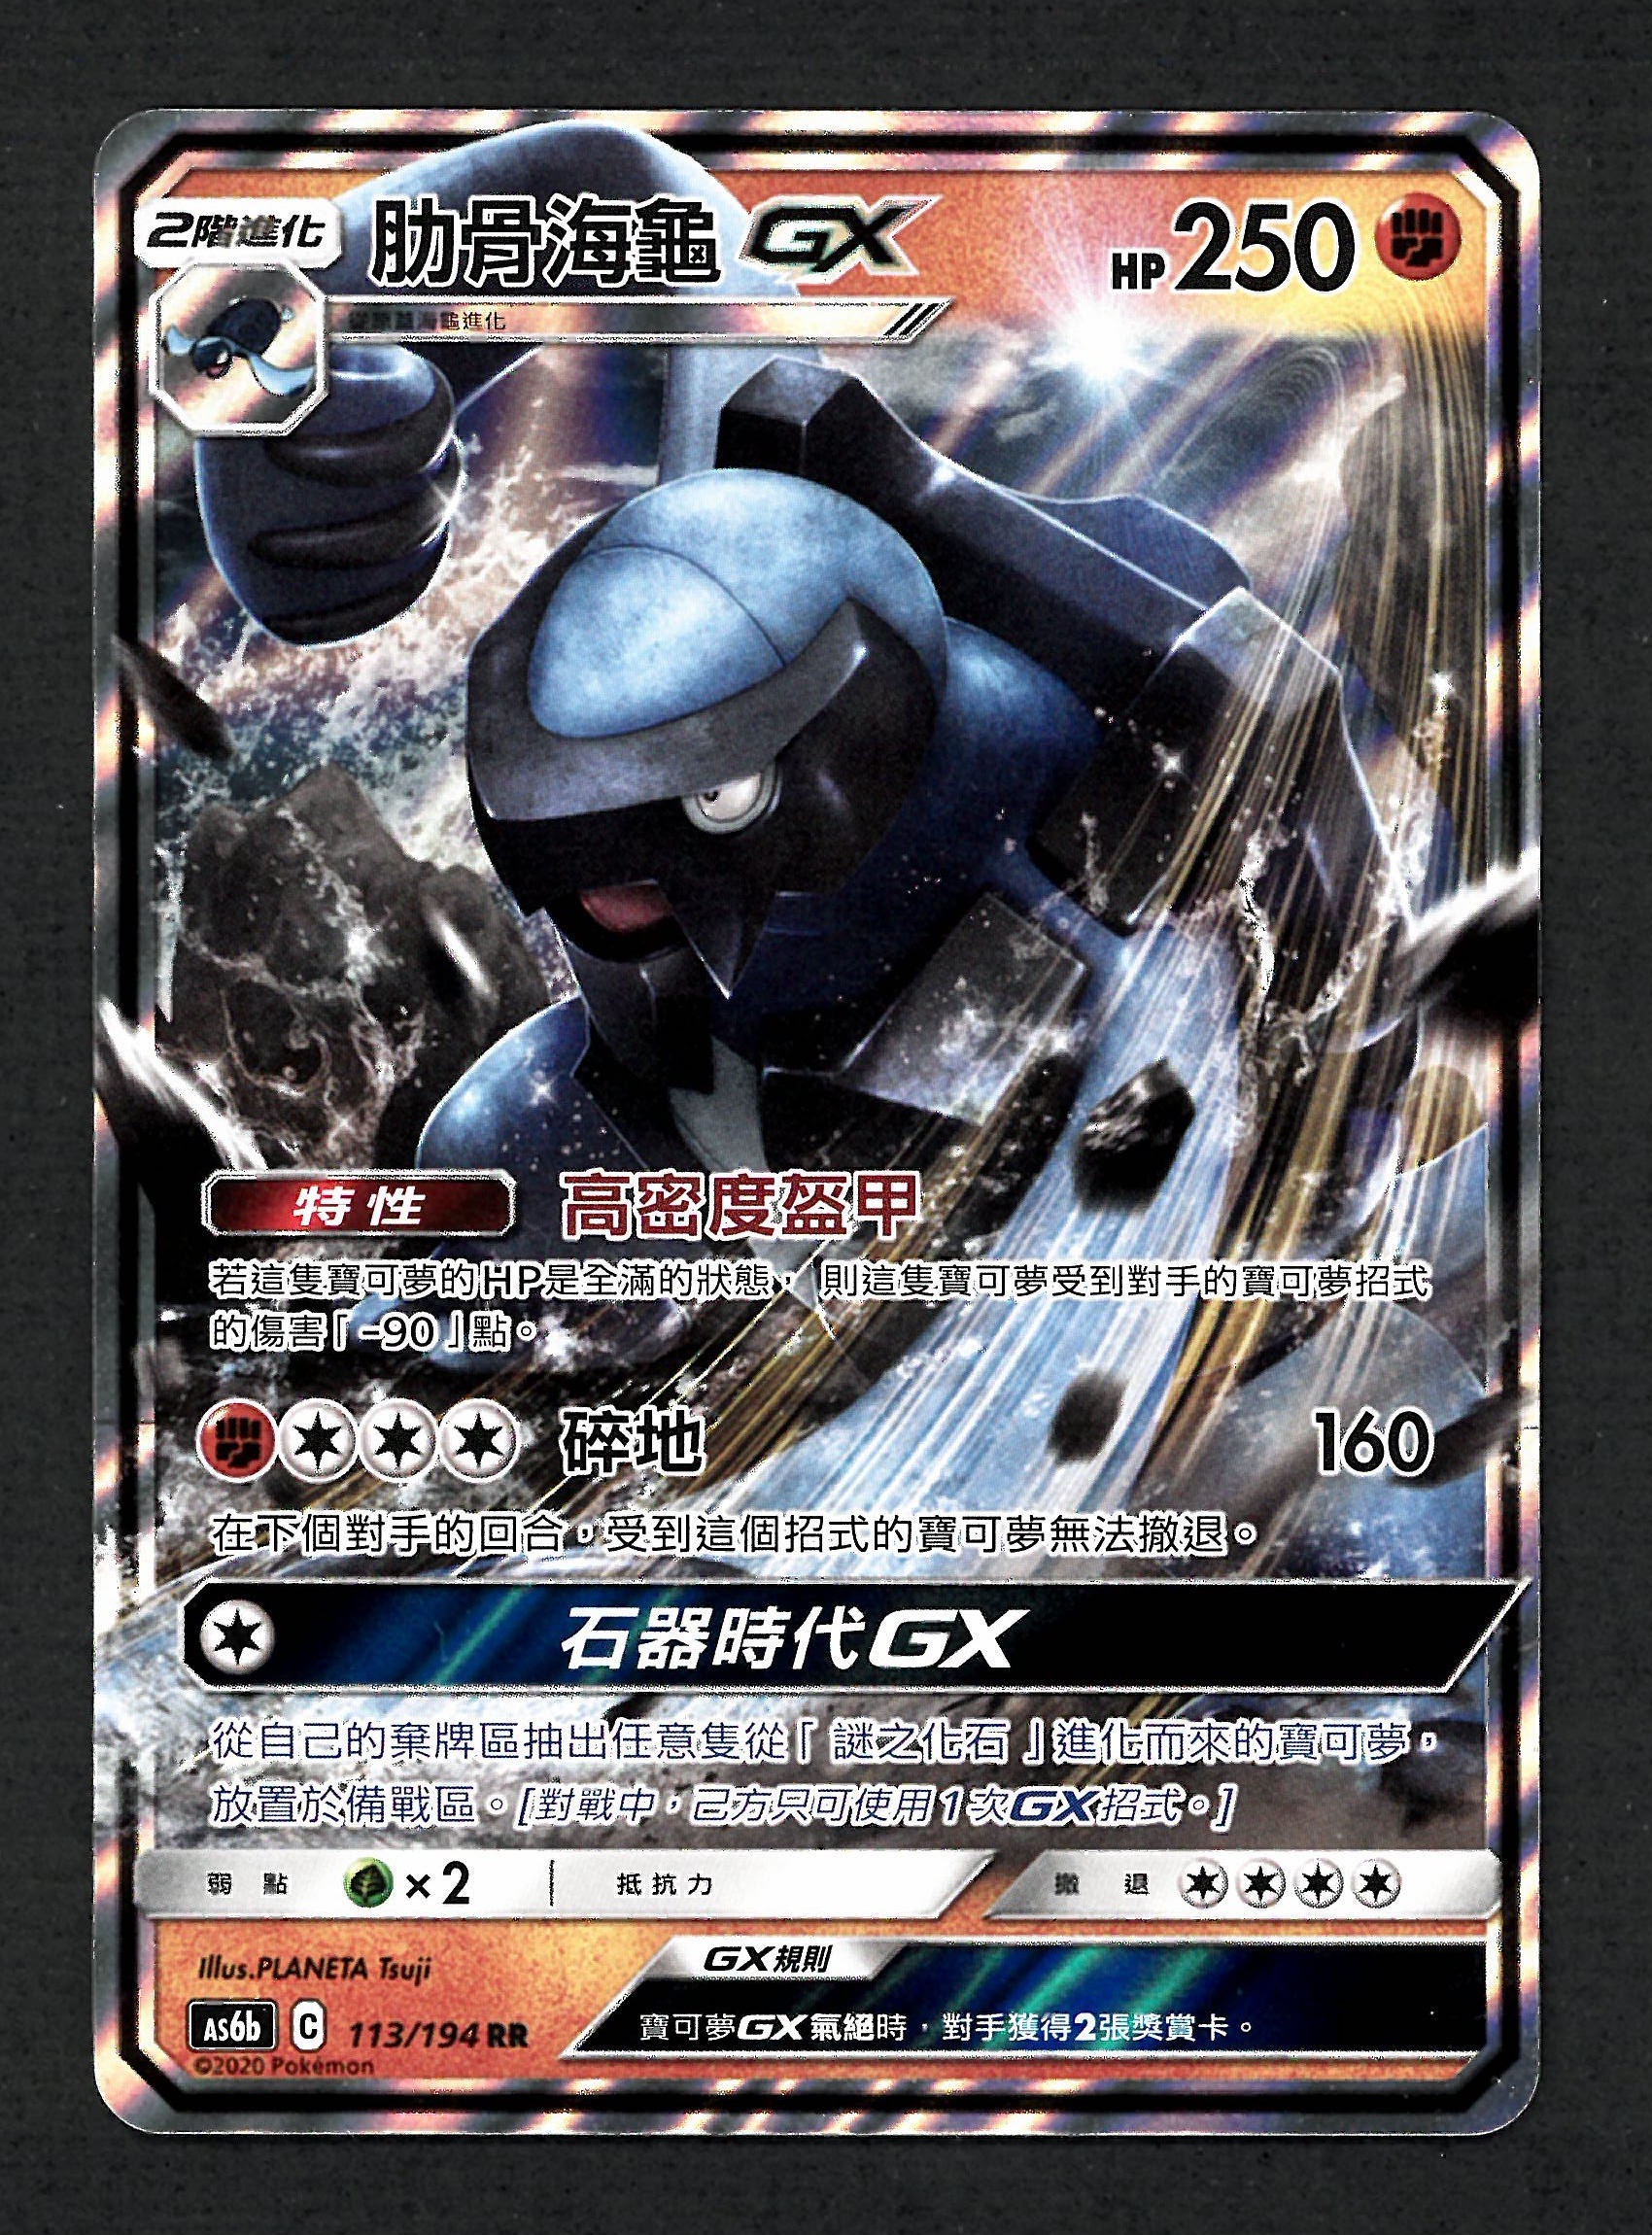 2階進化
肋骨海龜GX
HP250
海龜進化
特性 高密度盔甲
若這隻寶可夢的HP是全滿的狀態，則這隻寶可夢受到對手的寶可夢招式
的傷害「-90」點。
碎地 160
在下個對手的回合，受到這個招式的寶可夢無法撤退。
石器時代GX
從自己的棄牌區抽出任意隻從「謎之化石」進化而來的寶可夢，
放置於備戰區。[對戰中，己方只可使用1次GX招式。]
弱點 ×2 抵抗力 撤退
Illus.PLANETA Tsuji
GX規則
AS6b C 113/194 RR
寶可夢GX氣絕時，對手獲得2張獎賞卡。
©2020 Pokémon